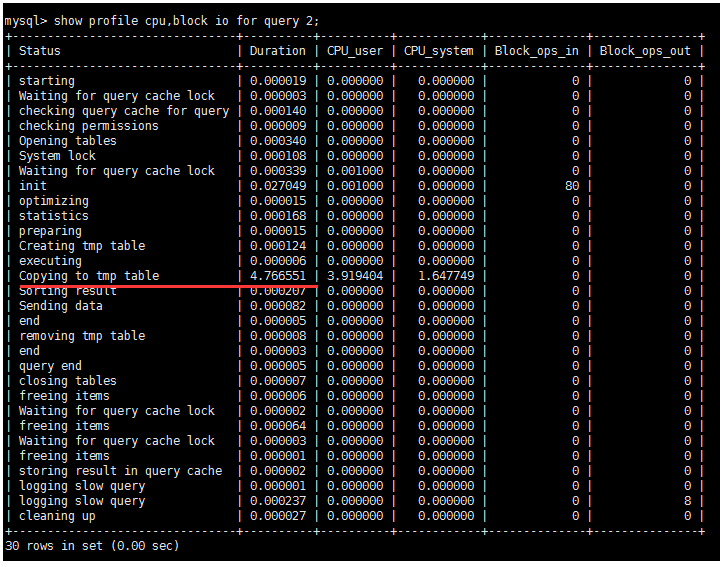 mysql> show profile cpu,block io for query 2;
+--------------------------------+----------+----------+------------+--------------+---------------+
| Status                         | Duration | CPU_user | CPU_system | Block_ops_in | Block_ops_out |
+--------------------------------+----------+----------+------------+--------------+---------------+
| starting                       | 0.000019 | 0.000000 |   0.000000 |            0 |             0 |
| Waiting for query cache lock   | 0.000003 | 0.000000 |   0.000000 |            0 |             0 |
| checking query cache for query | 0.000140 | 0.000000 |   0.000000 |            0 |             0 |
| checking permissions           | 0.000009 | 0.000000 |   0.000000 |            0 |             0 |
| Opening tables                 | 0.000340 | 0.000000 |   0.000000 |            0 |             0 |
| System lock                    | 0.000108 | 0.000000 |   0.000000 |            0 |             0 |
| Waiting for query cache lock   | 0.000339 | 0.001000 |   0.000000 |            0 |             0 |
| init                           | 0.027049 | 0.001000 |   0.000000 |           80 |             0 |
| optimizing                     | 0.000015 | 0.000000 |   0.000000 |            0 |             0 |
| statistics                     | 0.000168 | 0.000000 |   0.000000 |            0 |             0 |
| preparing                      | 0.000015 | 0.000000 |   0.000000 |            0 |             0 |
| Creating tmp table             | 0.000124 | 0.000000 |   0.000000 |            0 |             0 |
| executing                      | 0.000006 | 0.000000 |   0.000000 |            0 |             0 |
| Copying to tmp table           | 4.766551 | 3.919404 |   1.647749 |            0 |             0 |
| Sorting result                 | 0.000207 | 0.000000 |   0.000000 |            0 |             0 |
| Sending data                   | 0.000082 | 0.000000 |   0.000000 |            0 |             0 |
| end                            | 0.000005 | 0.000000 |   0.000000 |            0 |             0 |
| removing tmp table             | 0.000008 | 0.000000 |   0.000000 |            0 |             0 |
| end                            | 0.000003 | 0.000000 |   0.000000 |            0 |             0 |
| query end                      | 0.000005 | 0.000000 |   0.000000 |            0 |             0 |
| closing tables                 | 0.000007 | 0.000000 |   0.000000 |            0 |             0 |
| freeing items                  | 0.000006 | 0.000000 |   0.000000 |            0 |             0 |
| Waiting for query cache lock   | 0.000002 | 0.000000 |   0.000000 |            0 |             0 |
| freeing items                  | 0.000064 | 0.000000 |   0.000000 |            0 |             0 |
| Waiting for query cache lock   | 0.000003 | 0.000000 |   0.000000 |            0 |             0 |
| freeing items                  | 0.000001 | 0.000000 |   0.000000 |            0 |             0 |
| storing result in query cache  | 0.000002 | 0.000000 |   0.000000 |            0 |             0 |
| logging slow query             | 0.000001 | 0.000000 |   0.000000 |            0 |             0 |
| logging slow query             | 0.000237 | 0.000000 |   0.000000 |            0 |             8 |
| cleaning up                    | 0.000027 | 0.000000 |   0.000000 |            0 |             0 |
+--------------------------------+----------+----------+------------+--------------+---------------+
30 rows in set (0.00 sec)